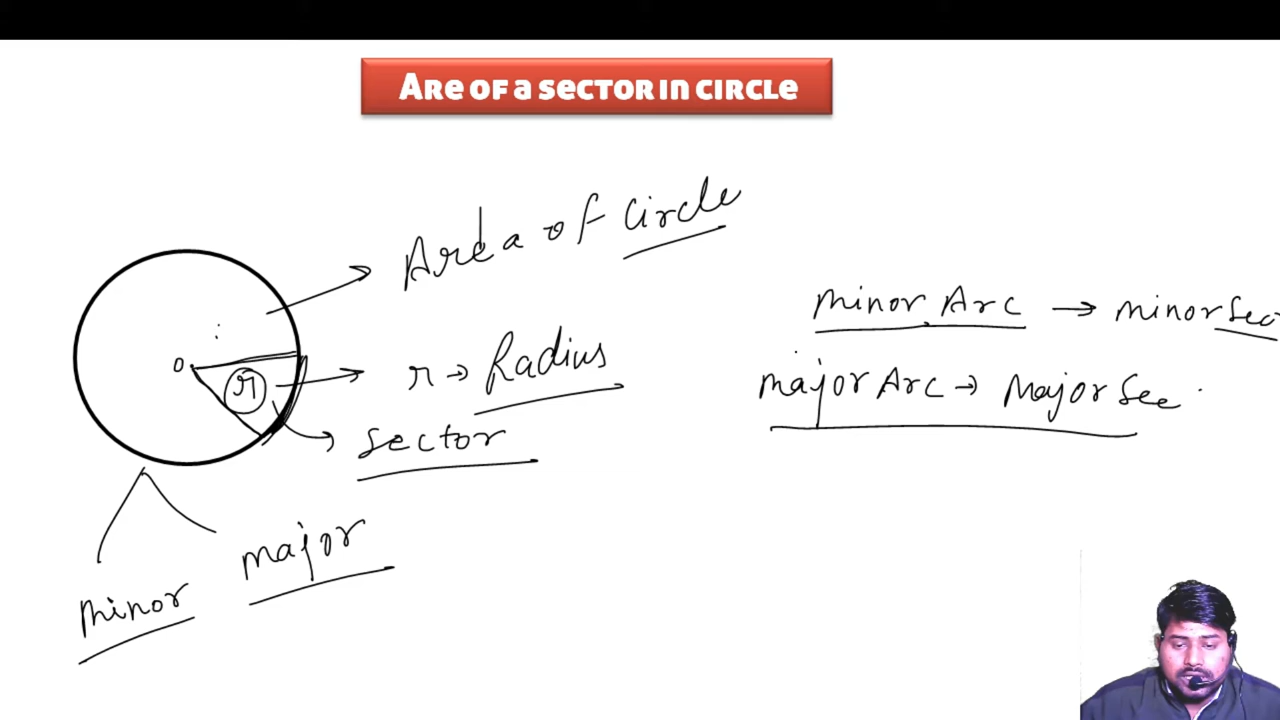 Are of a sector in circle
Area of circle
minor Arc → minor Sec
O
r
r → Radius
major Arc → Major Sec
sector
major
minor